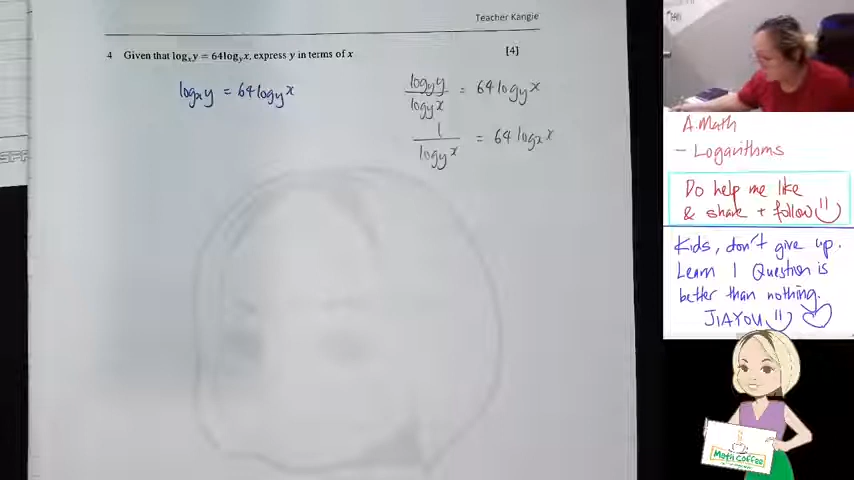 Teacher Kangie
4 Given that logₓy = 64logᵧx, express y in terms of x
[4]
logₓy = 64logᵧx
logᵧy / logᵧx = 64logᵧx
1 / logᵧx = 64logₓx
A.Math
- Logarithms
Do help me like
& share + follow
Kids, don't give up.
Learn 1 Question is
better than nothing.
JIAYOU
Math Coffee